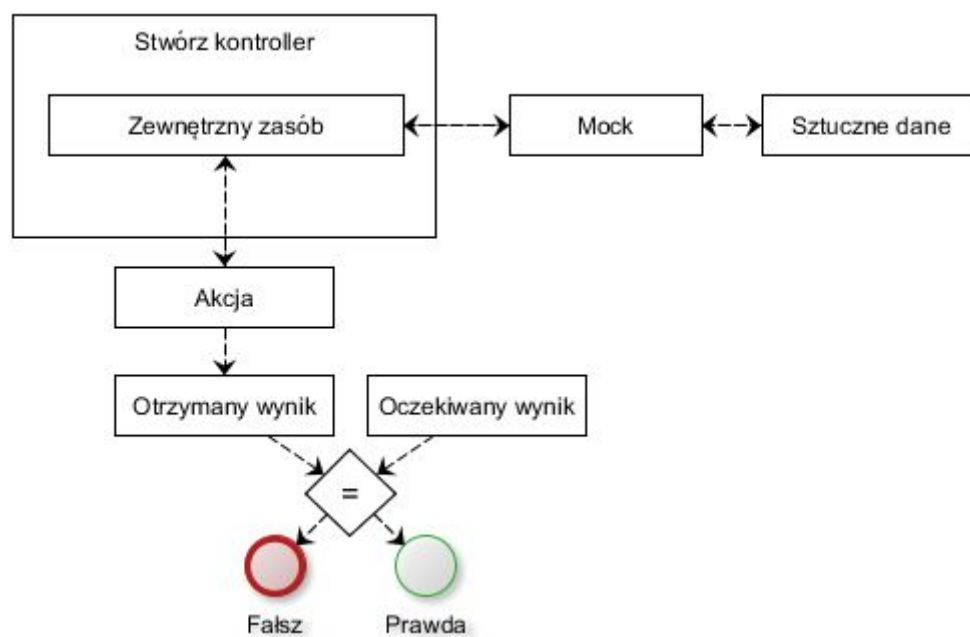 Stwórz kontroller
Zewnętrzny zasób
Mock
Sztuczne dane
Akcja
Otrzymany wynik
Oczekiwany wynik
=
Fałsz
Prawda